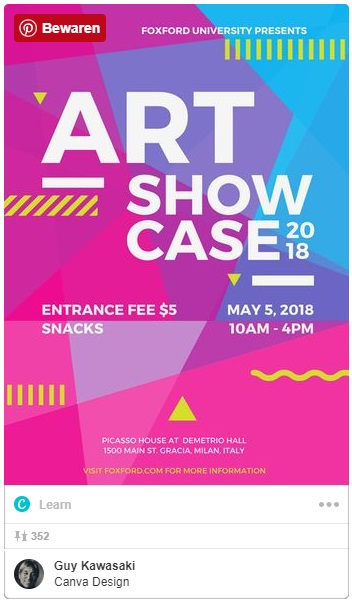 Bewaren
FOXFORD UNIVERSITY PRESENTS
ART
SHOW
CASE
20
18
ENTRANCE FEE $5
SNACKS
MAY 5, 2018
10AM - 4PM
PICASSO HOUSE AT DEMETRIO HALL
1500 MAIN ST. GRACIA, MILAN, ITALY
VISIT FOXFORD.COM FOR MORE INFORMATION
Learn
352
Guy Kawasaki
Canva Design